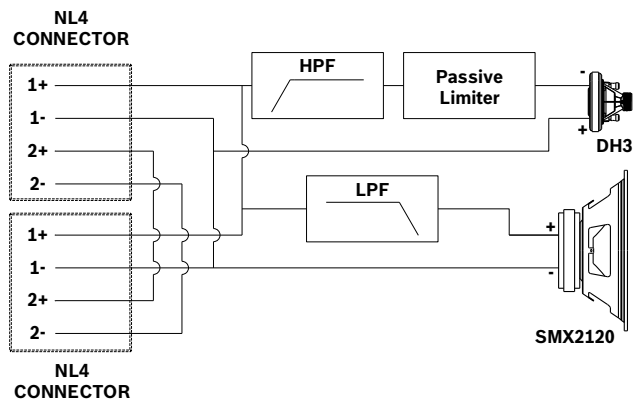 NL4
CONNECTOR
1+
1-
2+
2-
HPF
Passive
Limiter
-
+
DH3
1+
1-
2+
2-
LPF
+
-
SMX2120
NL4
CONNECTOR